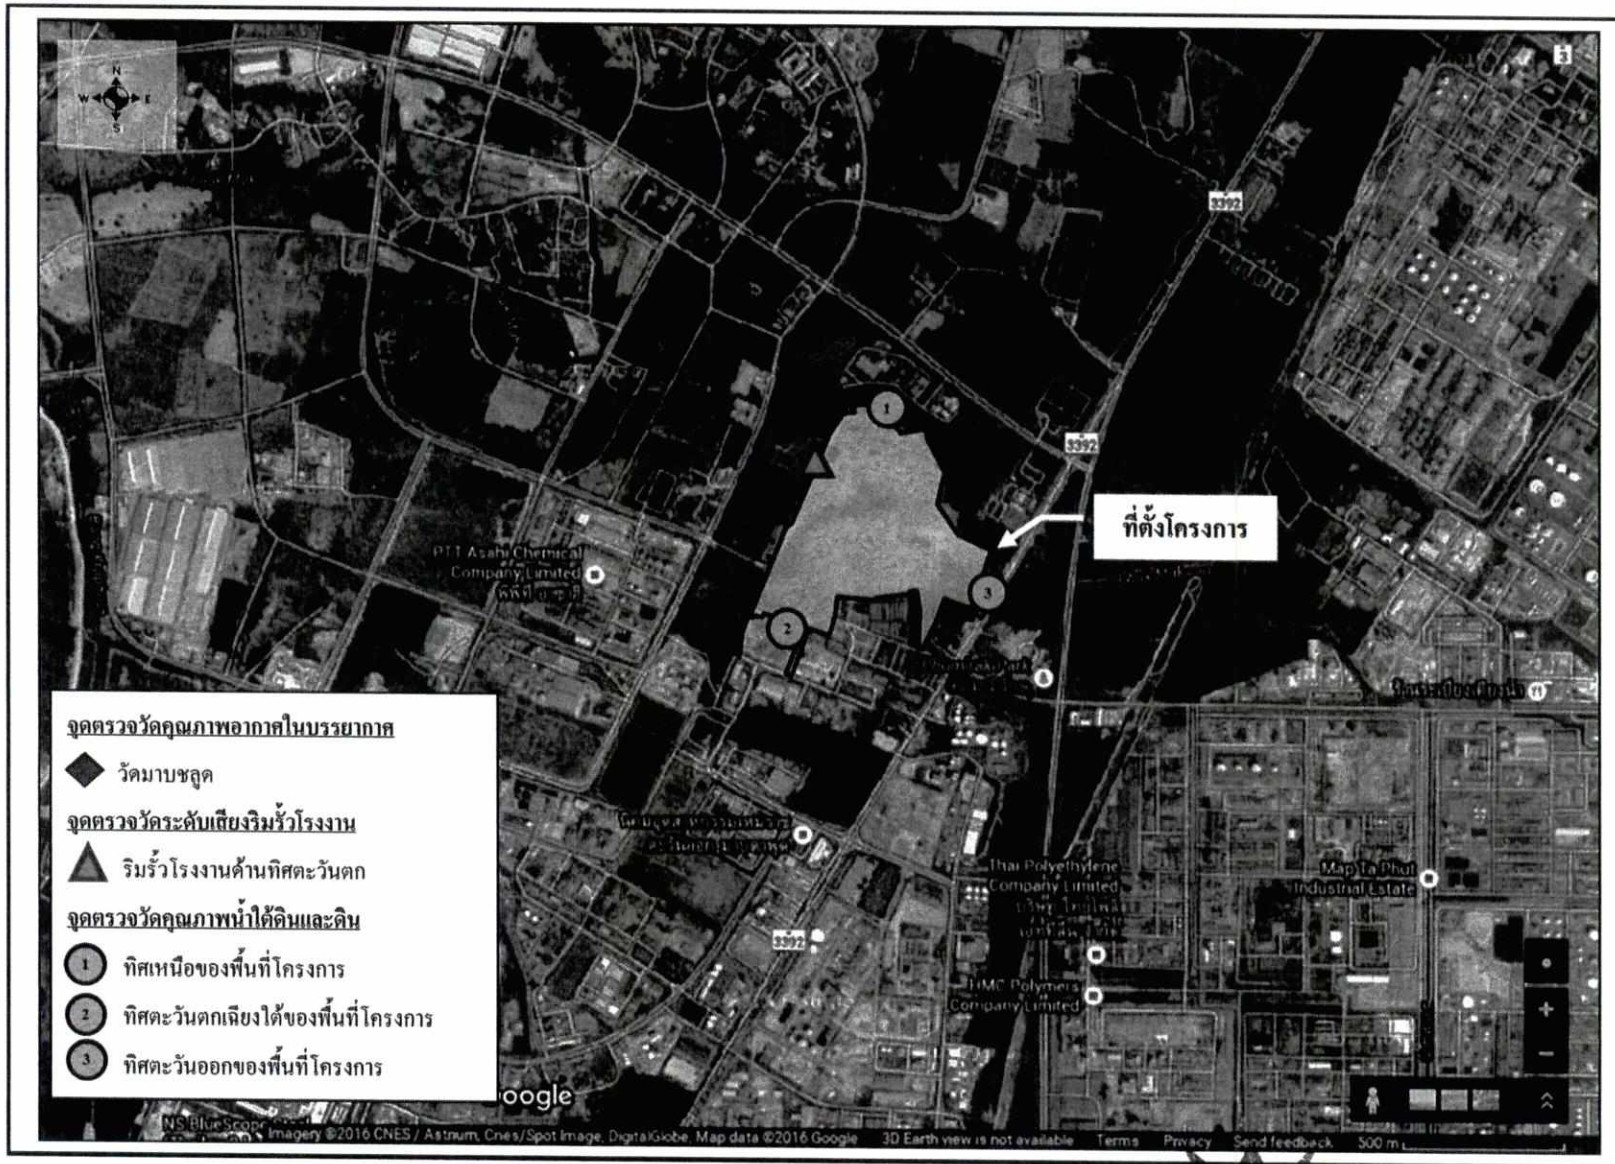 N
W E
S
3
3392
1
3392
ที่ตั้งโครงการ
PTT Asahi Chemical
Company Limited
3
2
จุดตรวจวัดคุณภาพอากาศในบรรยากาศ
วัดมาบชลูด
จุดตรวจวัดระดับเสียงริมรั้วโรงงาน
ริมรั้วโรงงานด้านทิศตะวันตก
จุดตรวจวัดคุณภาพน้ำใต้ดินและดิน
1 ทิศเหนือของพื้นที่โครงการ
2 ทิศตะวันตกเฉียงใต้ของพื้นที่โครงการ
3 ทิศตะวันออกของพื้นที่โครงการ
Thai Polyethylene
Company Limited
Map Ta Phut
Industrial Estate
3392
HMC Polymers
Company Limited
oogle
NS BlueScope
Imagery ©2016 CNES / Astrium, Cnes/Spot Image, DigitalGlobe, Map data ©2016 Google 3D Earth view is not available Terms Privacy Send feedback 500 m